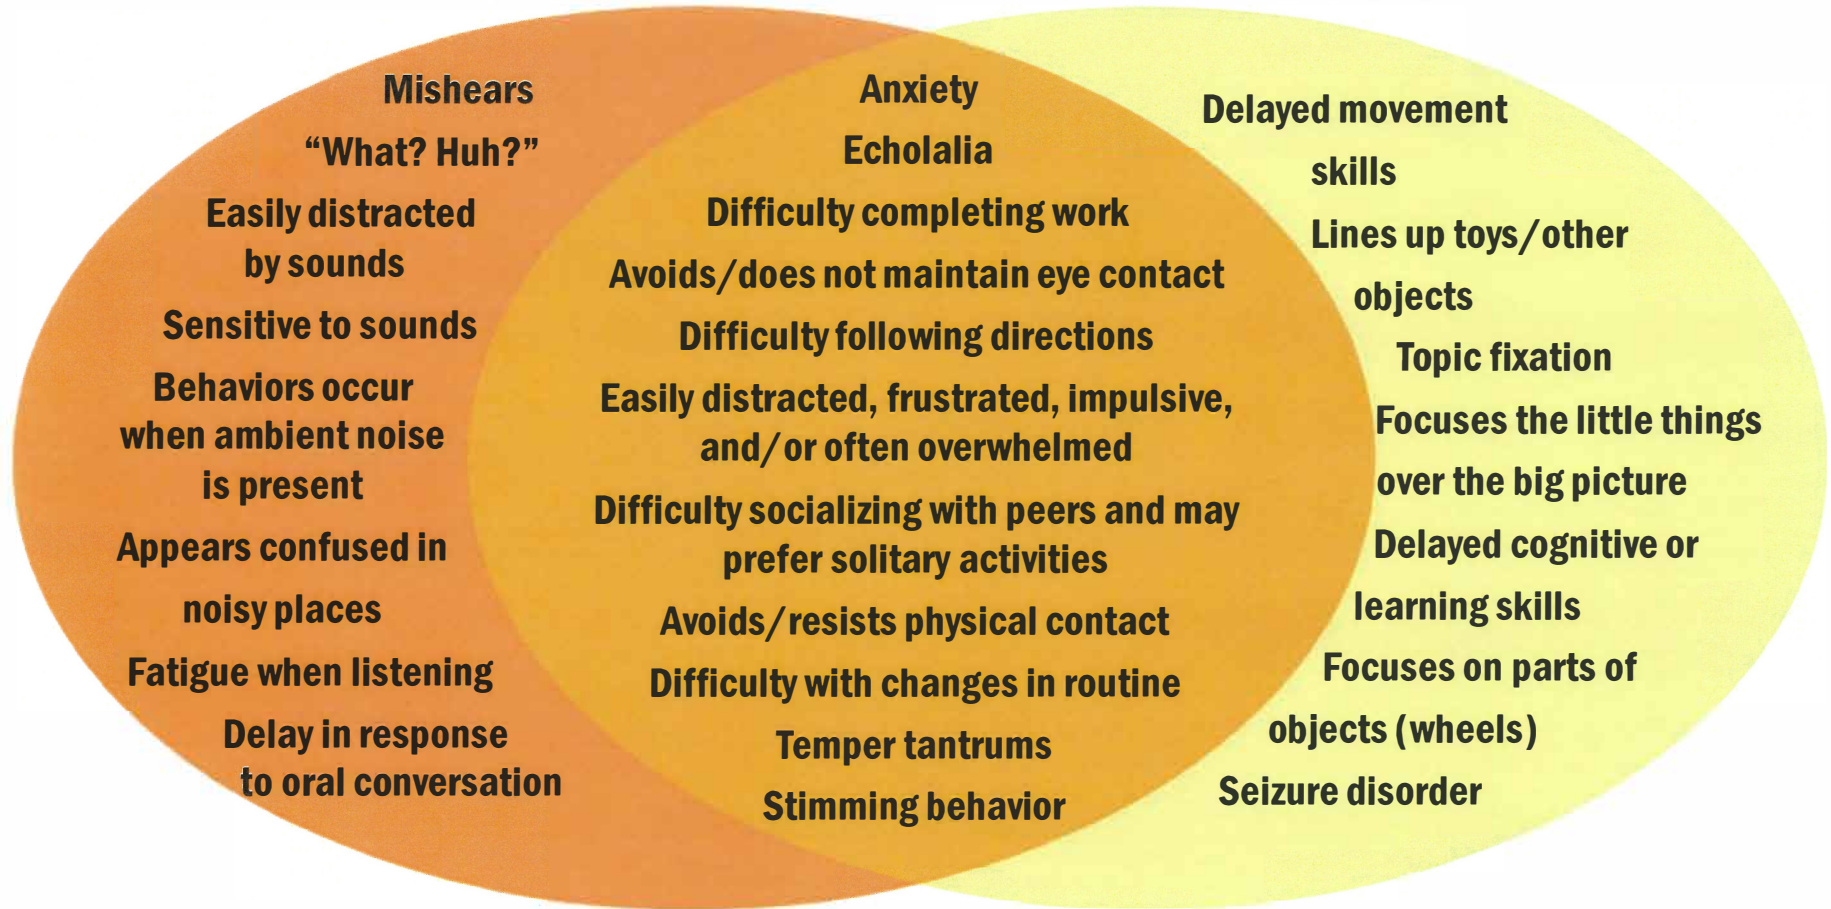 Mishears
“What? Huh?”
Easily distracted
by sounds
Sensitive to sounds
Behaviors occur
when ambient noise
is present
Appears confused in
noisy places
Fatigue when listening
Delay in response
to oral conversation
Anxiety
Echolalia
Difficulty completing work
Avoids/does not maintain eye contact
Difficulty following directions
Easily distracted, frustrated, impulsive,
and/or often overwhelmed
Difficulty socializing with peers and may
prefer solitary activities
Avoids/resists physical contact
Difficulty with changes in routine
Temper tantrums
Stimming behavior
Delayed movement
skills
Lines up toys/other
objects
Topic fixation
Focuses the little things
over the big picture
Delayed cognitive or
learning skills
Focuses on parts of
objects (wheels)
Seizure disorder